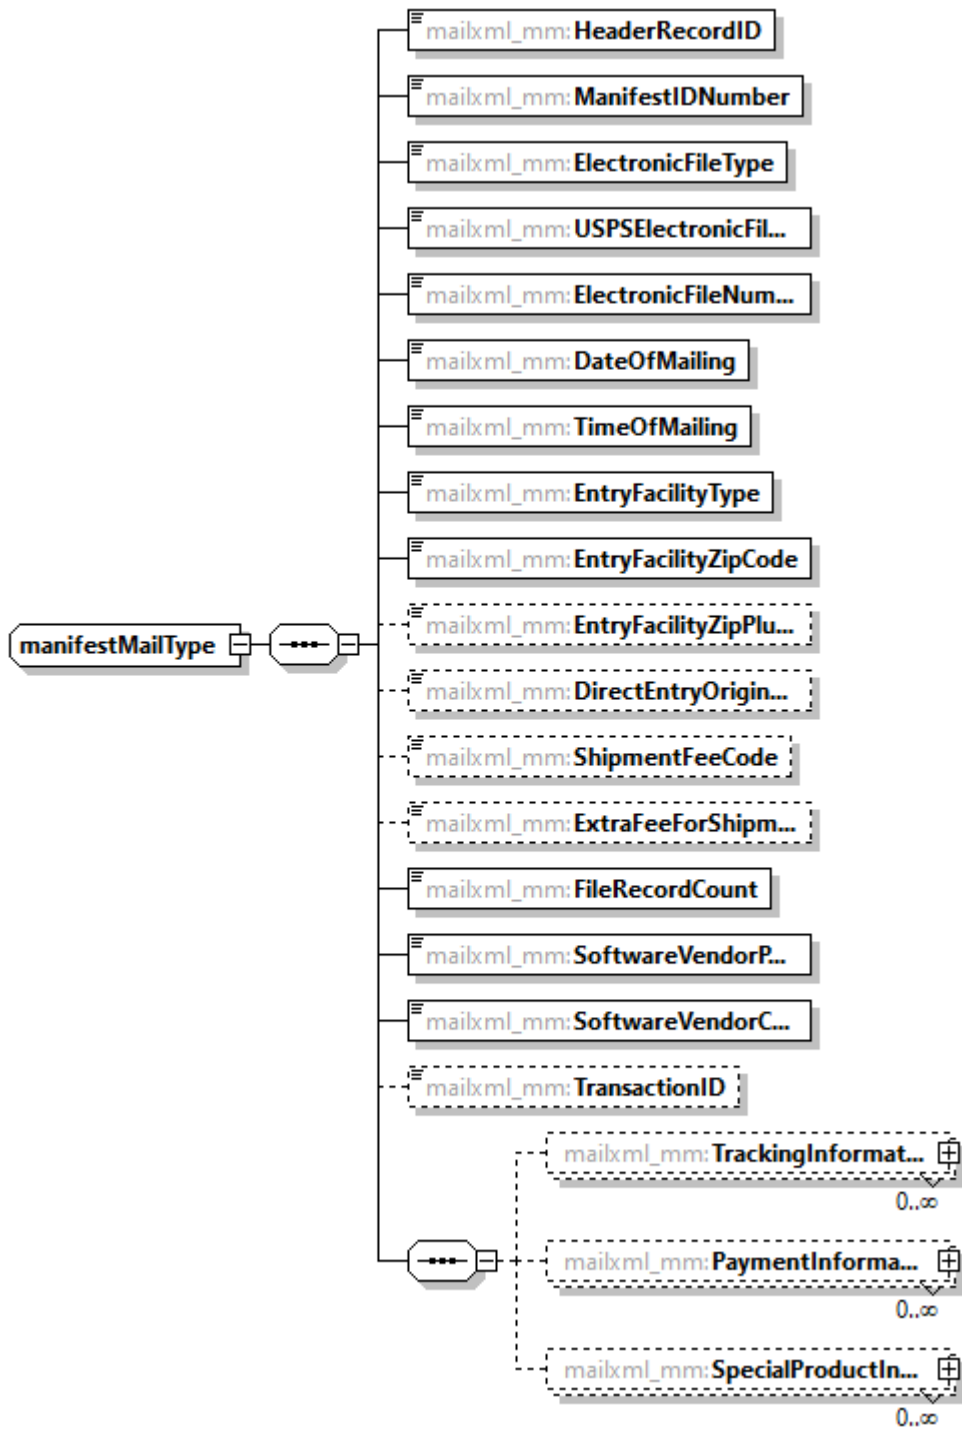 mailxml_mm:HeaderRecordID
mailxml_mm:ManifestIDNumber
mailxml_mm:ElectronicFileType
mailxml_mm:USPSElectronicFil...
mailxml_mm:ElectronicFileNum...
mailxml_mm:DateOfMailing
mailxml_mm:TimeOfMailing
mailxml_mm:EntryFacilityType
mailxml_mm:EntryFacilityZipCode
manifestMailType
mailxml_mm:EntryFacilityZipPlu...
mailxml_mm:DirectEntryOrigin...
mailxml_mm:ShipmentFeeCode
mailxml_mm:ExtraFeeForShipm...
mailxml_mm:FileRecordCount
mailxml_mm:SoftwareVendorP...
mailxml_mm:SoftwareVendorC...
mailxml_mm:TransactionID
mailxml_mm:TrackingInformat...
0..∞
mailxml_mm:PaymentInforma...
0..∞
mailxml_mm:SpecialProductIn...
0..∞